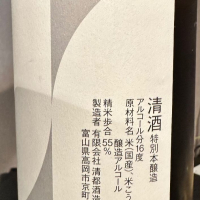 清酒 特別本醸造
アルコール分16度
原材料名 米(国産)、米こう
醸造アルコール
精米歩合 55%
製造者 有限会社 清都酒造
富山県高岡市京町